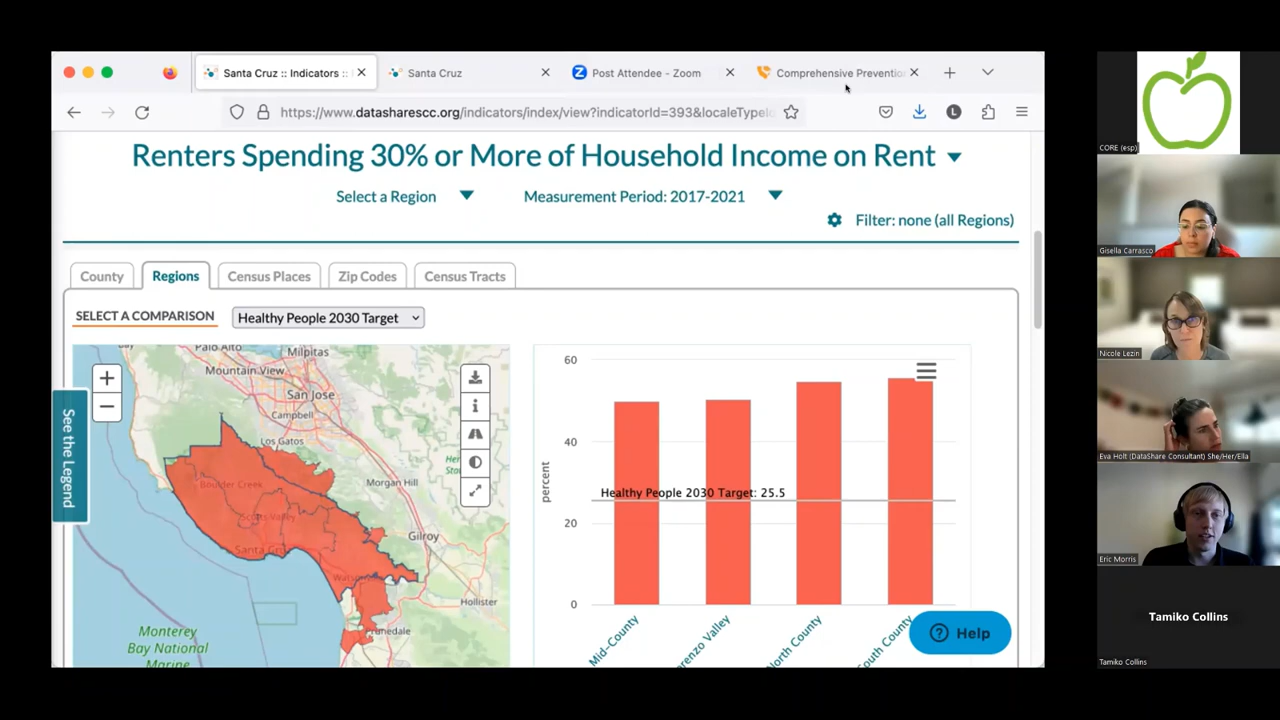 Santa Cruz :: Indicators ::
Santa Cruz
Post Attendee - Zoom
Comprehensive Preventio
https://www.datasharescc.org/indicators/index/view?indicatorId=393&localeTypeI
L
Renters Spending 30% or More of Household Income on Rent
Select a Region
Measurement Period: 2017-2021
Filter: none (all Regions)
County
Regions
Census Places
Zip Codes
Census Tracts
SELECT A COMPARISON
Healthy People 2030 Target
See the Legend
Palo Alto
Milpitas
Mountain View
San Jose
Campbell
Los Gatos
Morgan Hill
Boulder Creek
Scotts Valley
Santa Cruz
Gilroy
Hollister
Prunedale
Monterey
Bay National
Marine
60
40
20
0
percent
Healthy People 2030 Target: 25.5
Mid-County
orenzo Valley
orth County
South County
Help
CORE (esp)
Gisella Carrasco
Nicole Lezin
Eva Holt (DataShare Consultant) She/Her/Ella
Eric Morris
Tamiko Collins
Tamiko Collins